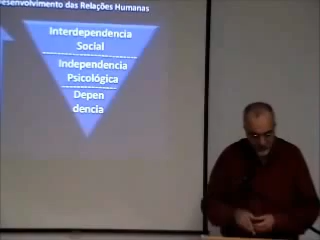 esenvolvimento das Relações Humanas
Interdependencia
Social
Independencia
Psicológica
Depen
dencia